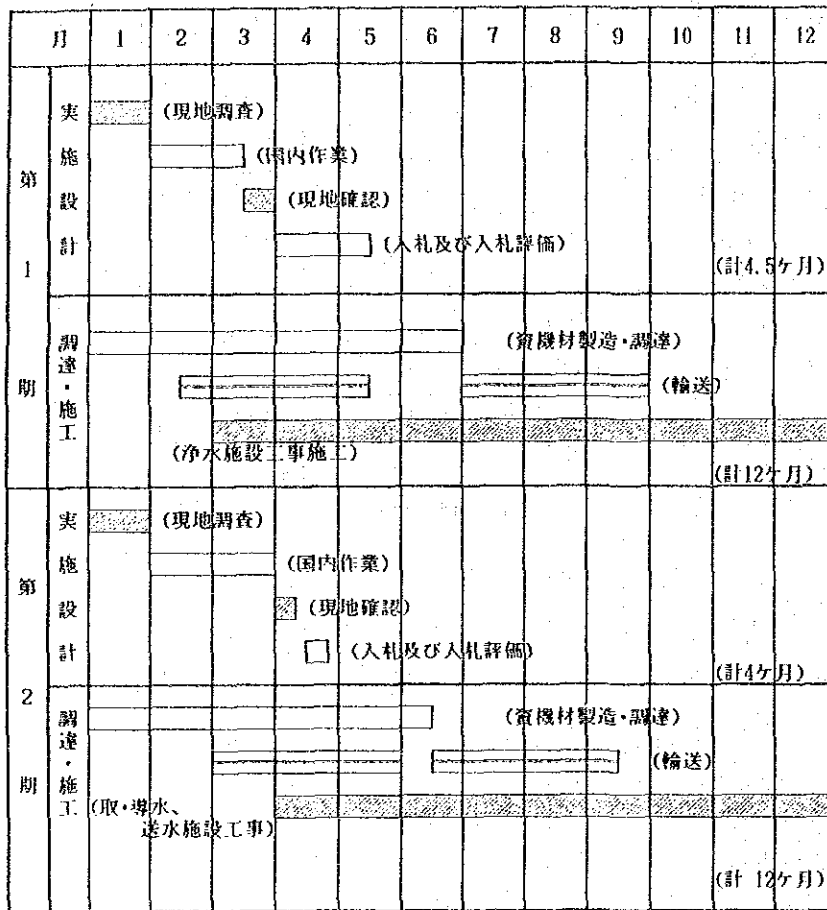 月 1 2 3 4 5 6 7 8 9 10 11 12
第1期
実施設計
(現地調査)
(国内作業)
(現地確認)
(入札及び入札評価)
(計4.5ケ月)
調達・施工
(資機材製造・調達)
(輸送)
(浄水施設工事施工)
(計12ケ月)
第2期
実施設計
(現地調査)
(国内作業)
(現地確認)
(入札及び入札評価)
(計4ケ月)
調達・施工
(資機材製造・調達)
(輸送)
(取・導水、
送水施設工事)
(計 12ケ月)